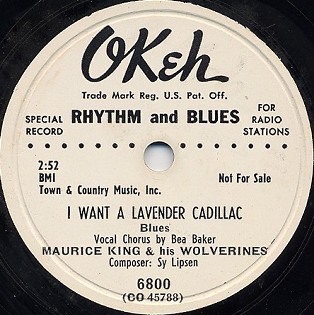 OKeh
Trade Mark Reg. U.S. Pat. Off.
SPECIAL RECORD
RHYTHM and BLUES
FOR RADIO STATIONS
2:52
BMI
Not For Sale
Town & Country Music, Inc.
I WANT A LAVENDER CADILLAC
Blues
Vocal Chorus by Bea Baker
MAURICE KING & his WOLVERINES
Composer: Sy Lipsen
6800
(CO 45788)